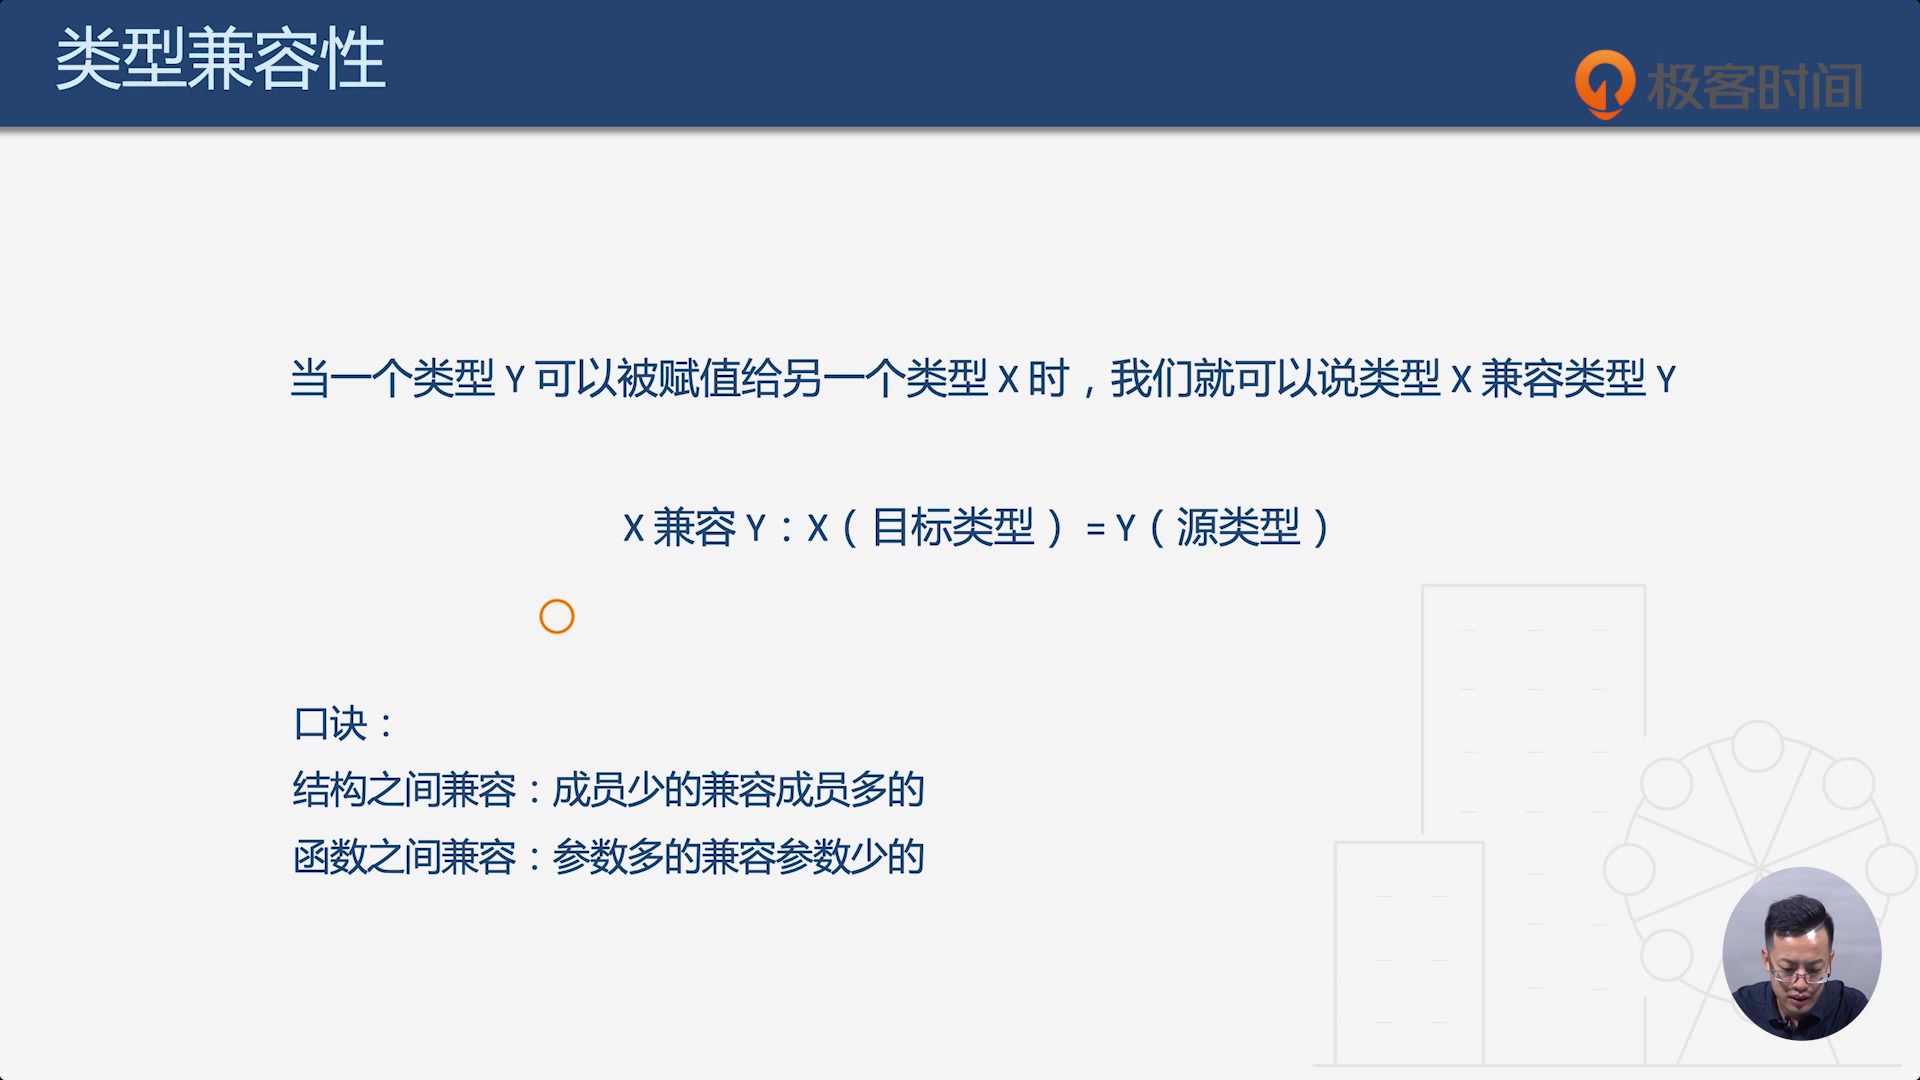 类型兼容性
极客时间
当一个类型 Y 可以被赋值给另一个类型 X 时，我们就可以说类型 X 兼容类型 Y
X 兼容 Y：X（目标类型）= Y（源类型）
口诀：
结构之间兼容：成员少的兼容成员多的
函数之间兼容：参数多的兼容参数少的